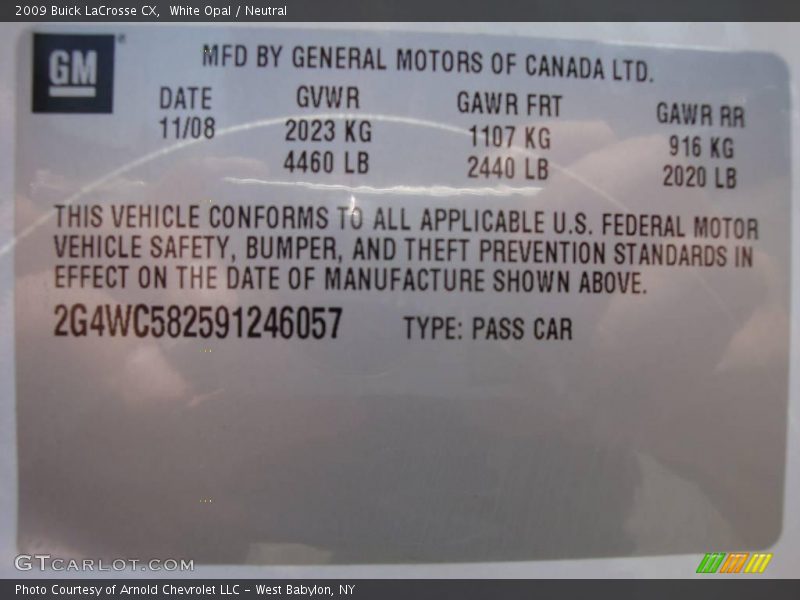 2009 Buick LaCrosse CX,  White Opal / Neutral
GM
MFD BY GENERAL MOTORS OF CANADA LTD.
DATE GVWR GAWR FRT GAWR RR
11/08 2023 KG 1107 KG 916 KG
4460 LB 2440 LB 2020 LB
THIS VEHICLE CONFORMS TO ALL APPLICABLE U.S. FEDERAL MOTOR
VEHICLE SAFETY, BUMPER, AND THEFT PREVENTION STANDARDS IN
EFFECT ON THE DATE OF MANUFACTURE SHOWN ABOVE.
2G4WC582591246057 TYPE: PASS CAR
GTCARLOT.COM
Photo Courtesy of Arnold Chevrolet LLC - West Babylon, NY